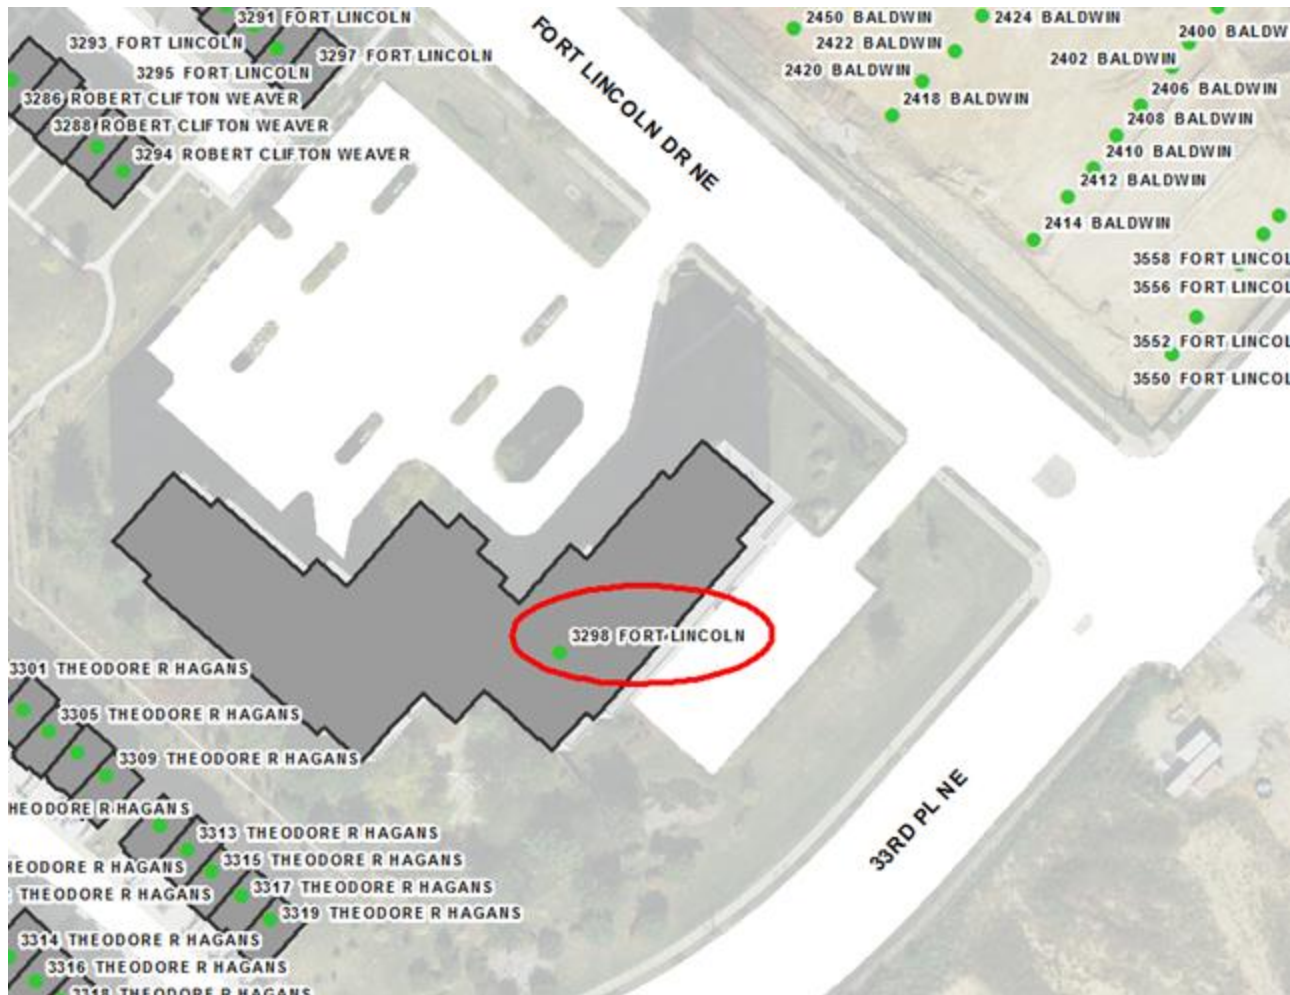 3291 FORT LINCOLN
3293 FORT LINCOLN
3297 FORT LINCOLN
3295 FORT LINCOLN
3286 ROBERT CLIFTON WEAVER
3288 ROBERT CLIFTON WEAVER
3294 ROBERT CLIFTON WEAVER
FORT LINCOLN DR NE
2450 BALDWIN
2424 BALDWIN
2400 BALDW
2422 BALDWIN
2402 BALDWIN
2420 BALDWIN
2406 BALDWIN
2418 BALDWIN
2408 BALDWIN
2410 BALDWIN
2412 BALDWIN
2414 BALDWIN
3558 FORT LINCOL
3556 FORT LINCOL
3552 FORT LINCOL
3550 FORT LINCOL
3298 FORT LINCOLN
3301 THEODORE R HAGANS
3305 THEODORE R HAGANS
3309 THEODORE R HAGANS
HEODORE R HAGANS
3313 THEODORE R HAGANS
3315 THEODORE R HAGANS
HEODORE R HAGANS
3317 THEODORE R HAGANS
THEODORE R HAGANS
3319 THEODORE R HAGANS
3314 THEODORE R HAGANS
3316 THEODORE R HAGANS
3318 THEODORE R HAGANS
33RD PL NE